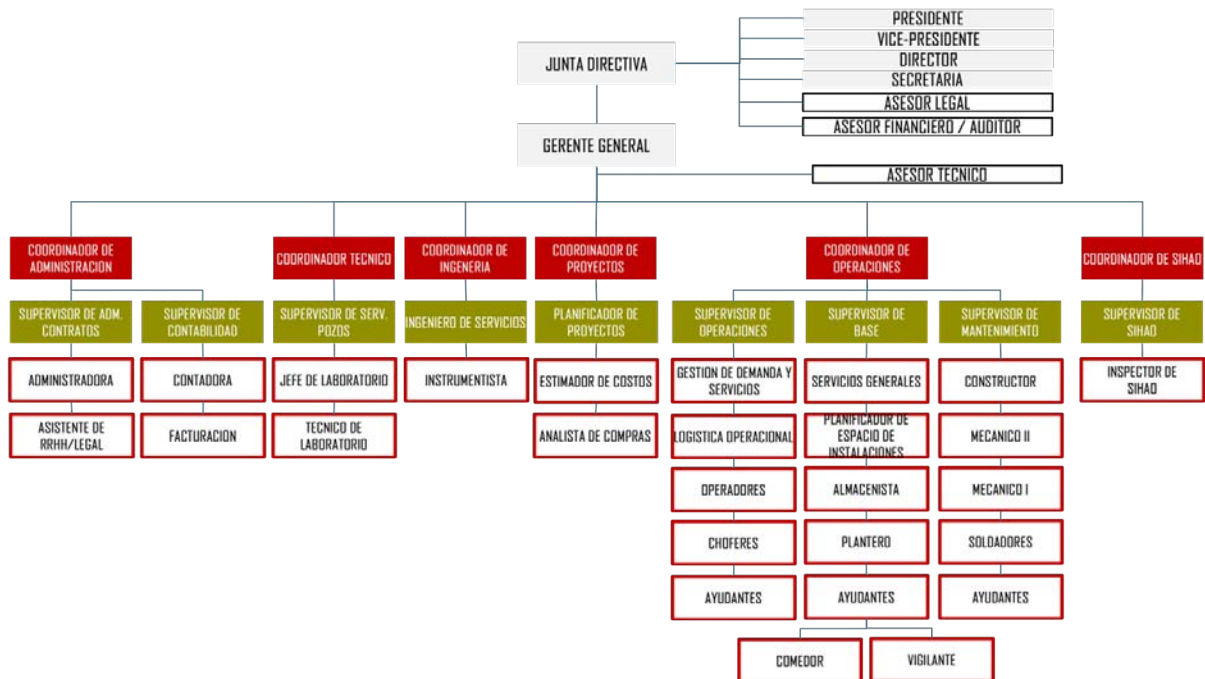 PRESIDENTE
VICE-PRESIDENTE
JUNTA DIRECTIVA
DIRECTOR
SECRETARIA
ASESOR LEGAL
ASESOR FINANCIERO / AUDITOR
GERENTE GENERAL
ASESOR TECNICO
COORDINADOR DE
ADMINISTRACION
COORDINADOR TECNICO
COORDINADOR DE
INGENERIA
COORDINADOR DE
PROYECTOS
COORDINADOR DE
OPERACIONES
COORDINADOR DE SIHAO
SUPERVISOR DE ADM.
CONTRATOS
SUPERVISOR DE
CONTABILIDAD
SUPERVISOR DE SERV.
POZOS
INGENIERO DE SERVICIOS
PLANIFICADOR DE
PROYECTOS
SUPERVISOR DE
OPERACIONES
SUPERVISOR DE
BASE
SUPERVISOR DE
MANTENIMIENTO
SUPERVISOR DE
SIHAO
ADMINISTRADORA
CONTADORA
JEFE DE LABORATORIO
INSTRUMENTISTA
ESTIMADOR DE COSTOS
GESTION DE DEMANDA Y
SERVICIOS
SERVICIOS GENERALES
CONSTRUCTOR
INSPECTOR DE
SIHAO
ASISTENTE DE
RRHH/LEGAL
FACTURACION
TECNICO DE
LABORATORIO
ANALISTA DE COMPRAS
LOGISTICA OPERACIONAL
PLANIFICADOR DE
ESPACIO DE
INSTALACIONES
MECANICO II
OPERADORES
ALMACENISTA
MECANICO I
CHOFERES
PLANTERO
SOLDADORES
AYUDANTES
AYUDANTES
AYUDANTES
COMEDOR
VIGILANTE